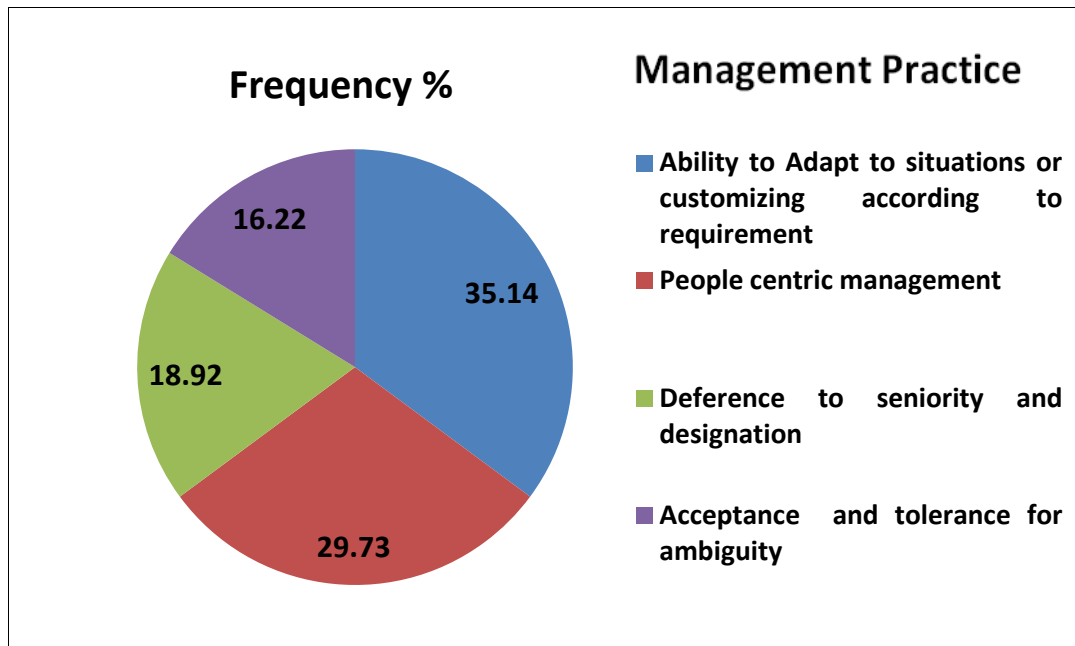 Frequency %
35.14
29.73
18.92
16.22
Management Practice
Ability to Adapt to situations or
customizing according to
requirement
People centric management
Deference to seniority and
designation
Acceptance and tolerance for
ambiguity